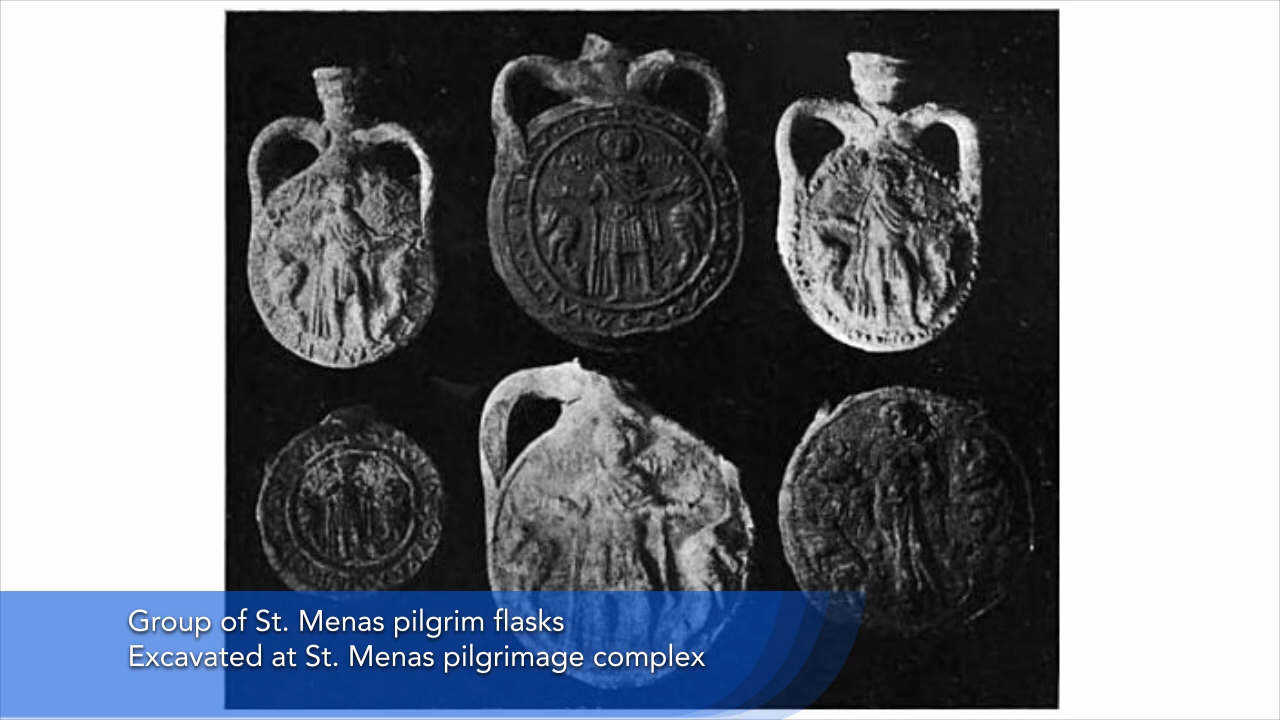 Group of St. Menas pilgrim flasks
Excavated at St. Menas pilgrimage complex